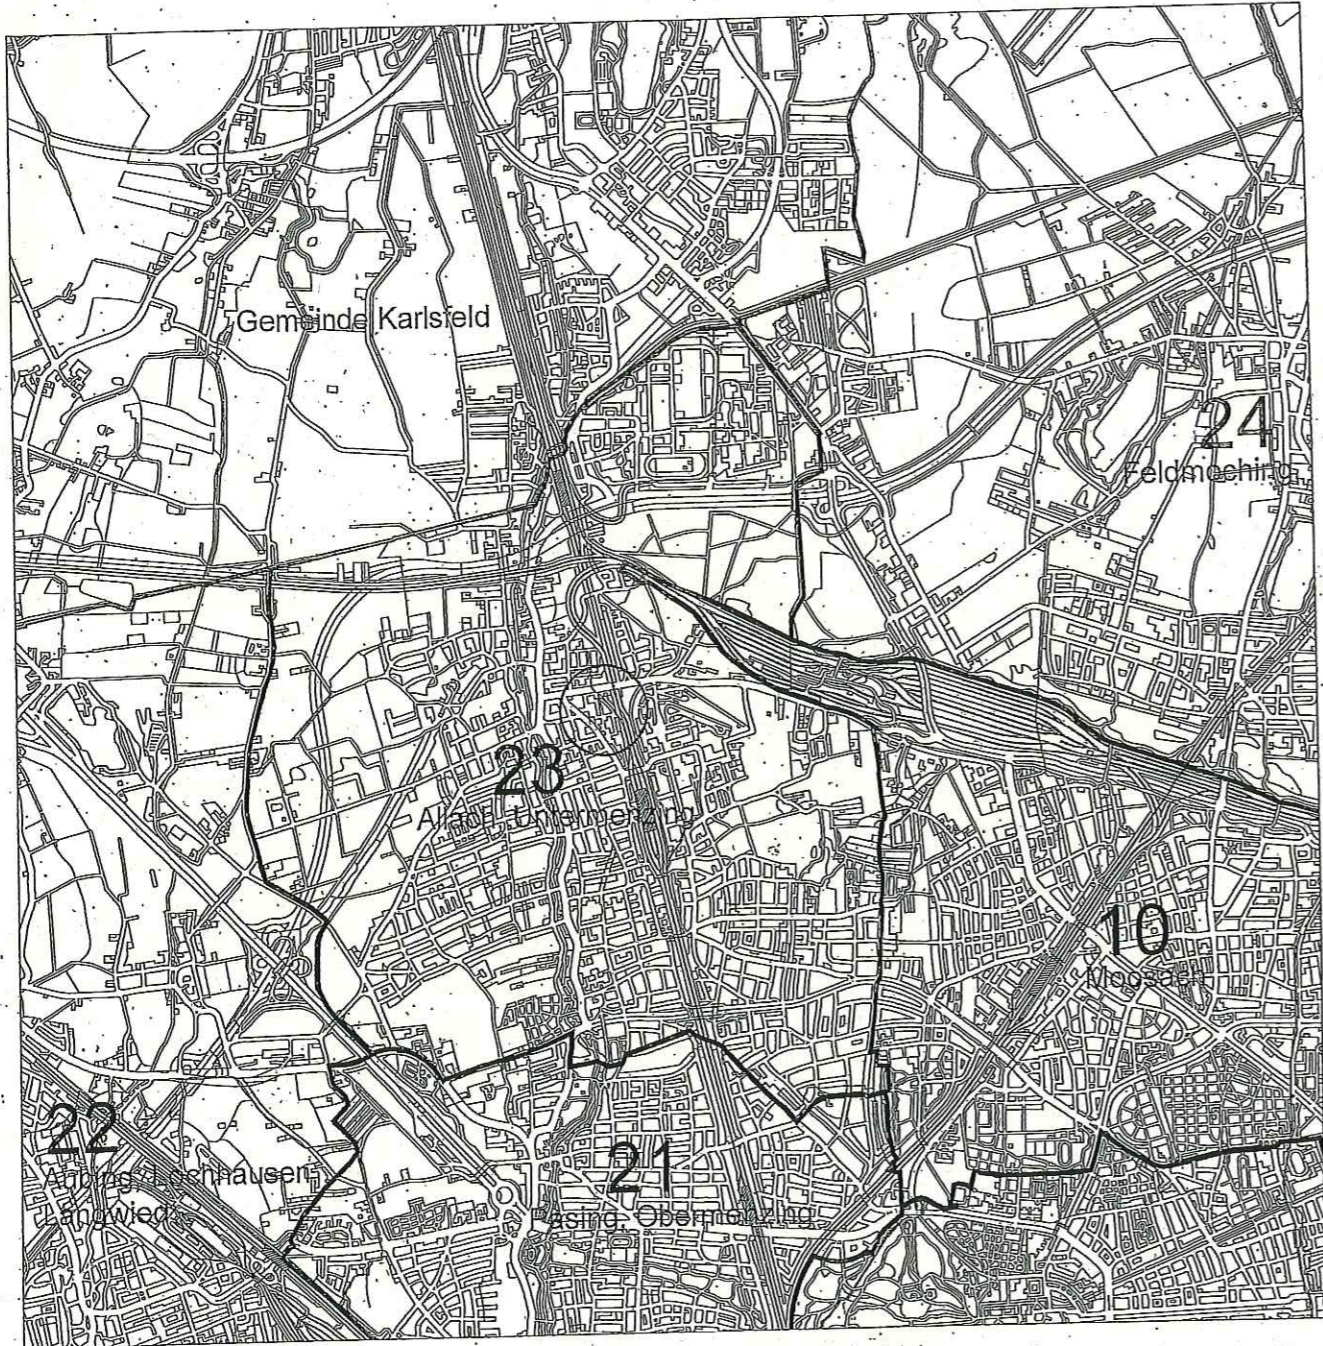 Gemeinde Karlsfeld
24
Feldmoching
23
Allach, Untermenzing
10
Moosach
22
Aubing, Lochhausen
Langwied
21
Pasing, Obermenzing